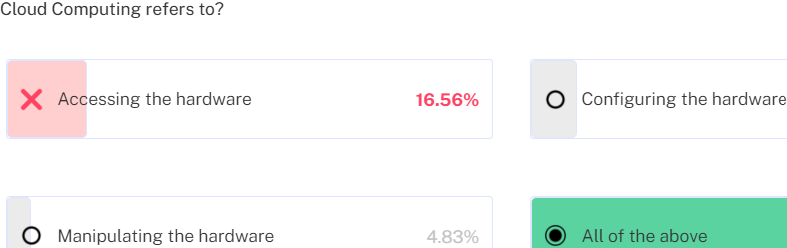 Cloud Computing refers to?
Accessing the hardware 16.56% Configuring the hardware
Manipulating the hardware 4.83% All of the above